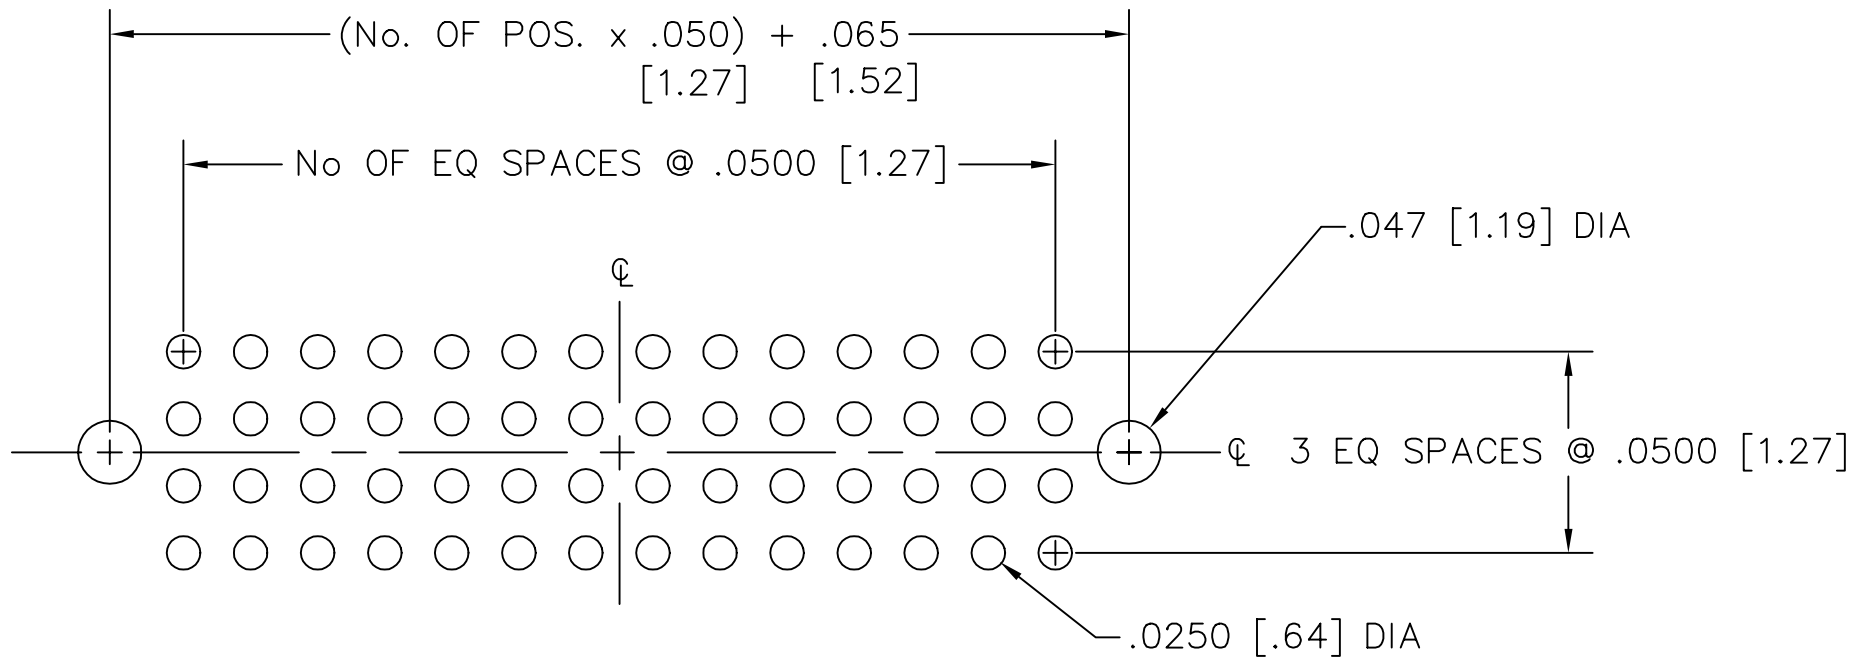 (No. OF POS. x .050) + .065
[1.27] [1.52]
No OF EQ SPACES @ .0500 [1.27]
.047 [1.19] DIA
℄
℄ 3 EQ SPACES @ .0500 [1.27]
.0250 [.64] DIA